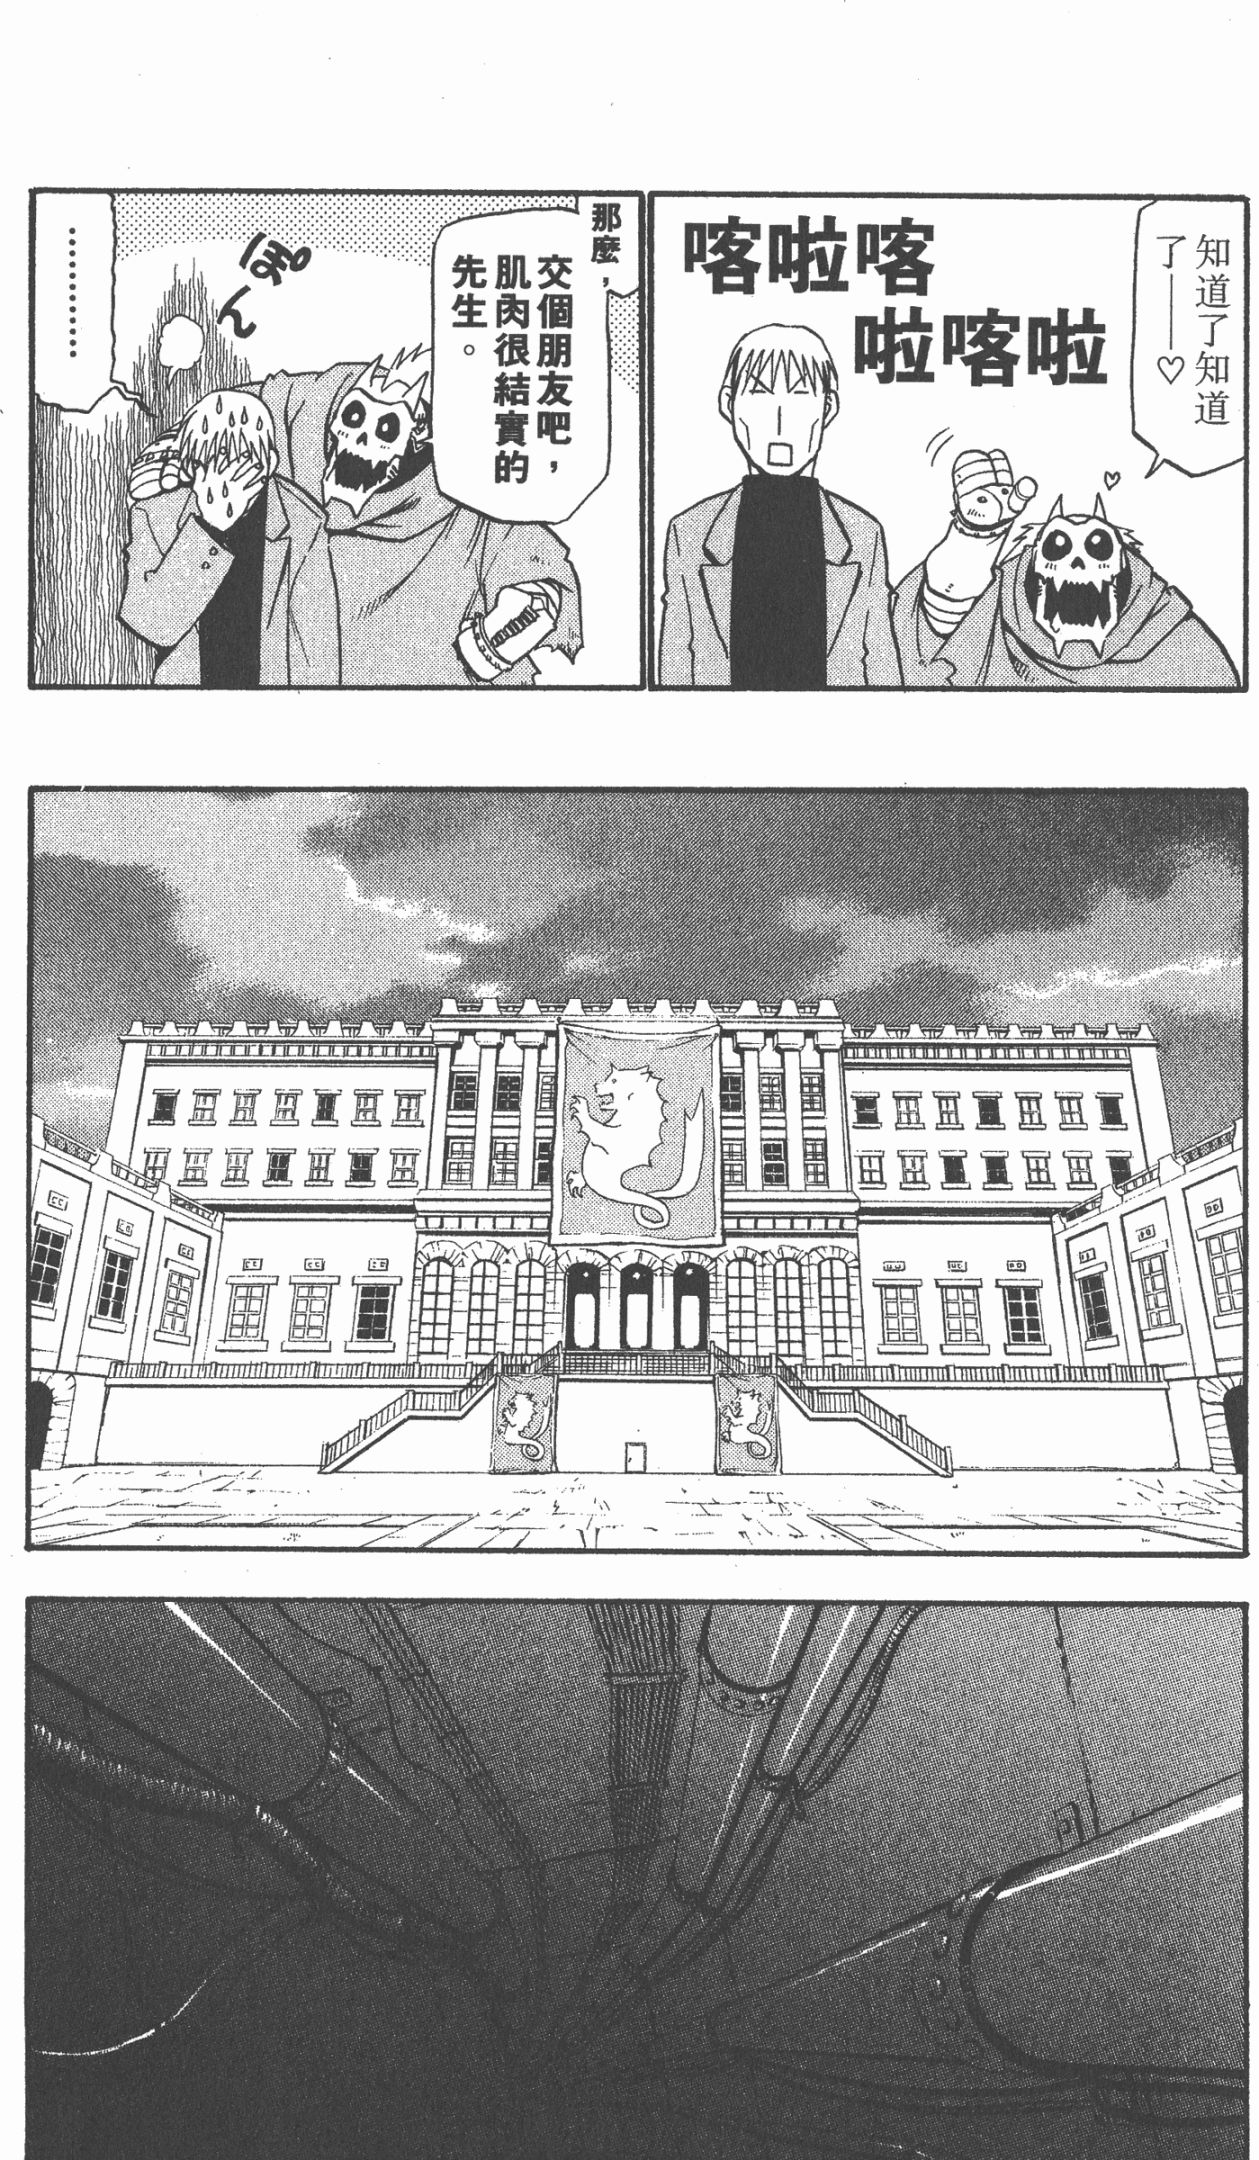 知道了知道
了——♡
喀啦喀
啦喀啦
那麼，
交個朋友吧，
肌肉很結實的
先生。
ぽ
ん
…………